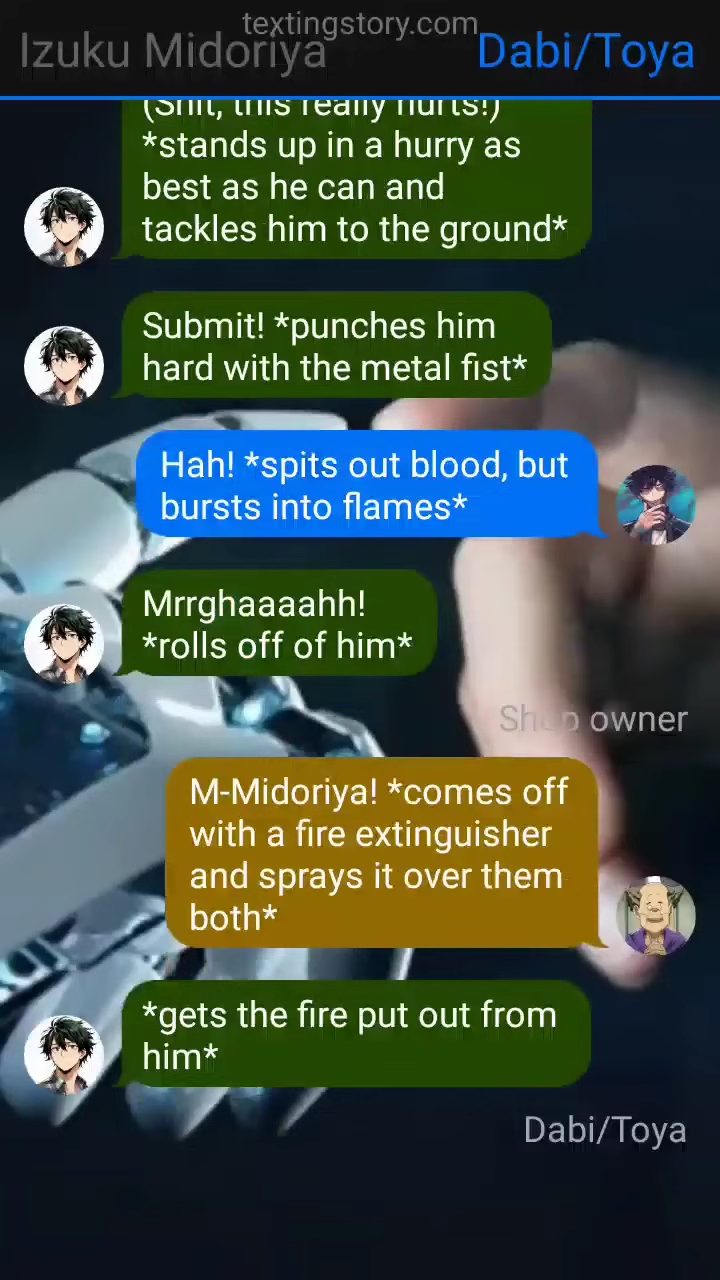 textingstory.com
Izuku Midoriya
Dabi/Toya
(Shit, this really hurts!)
*stands up in a hurry as
best as he can and
tackles him to the ground*
Submit! *punches him
hard with the metal fist*
Hah! *spits out blood, but
bursts into flames*
Mrrghaaaahh!
*rolls off of him*
Shop owner
M-Midoriya! *comes off
with a fire extinguisher
and sprays it over them
both*
*gets the fire put out from
him*
Dabi/Toya